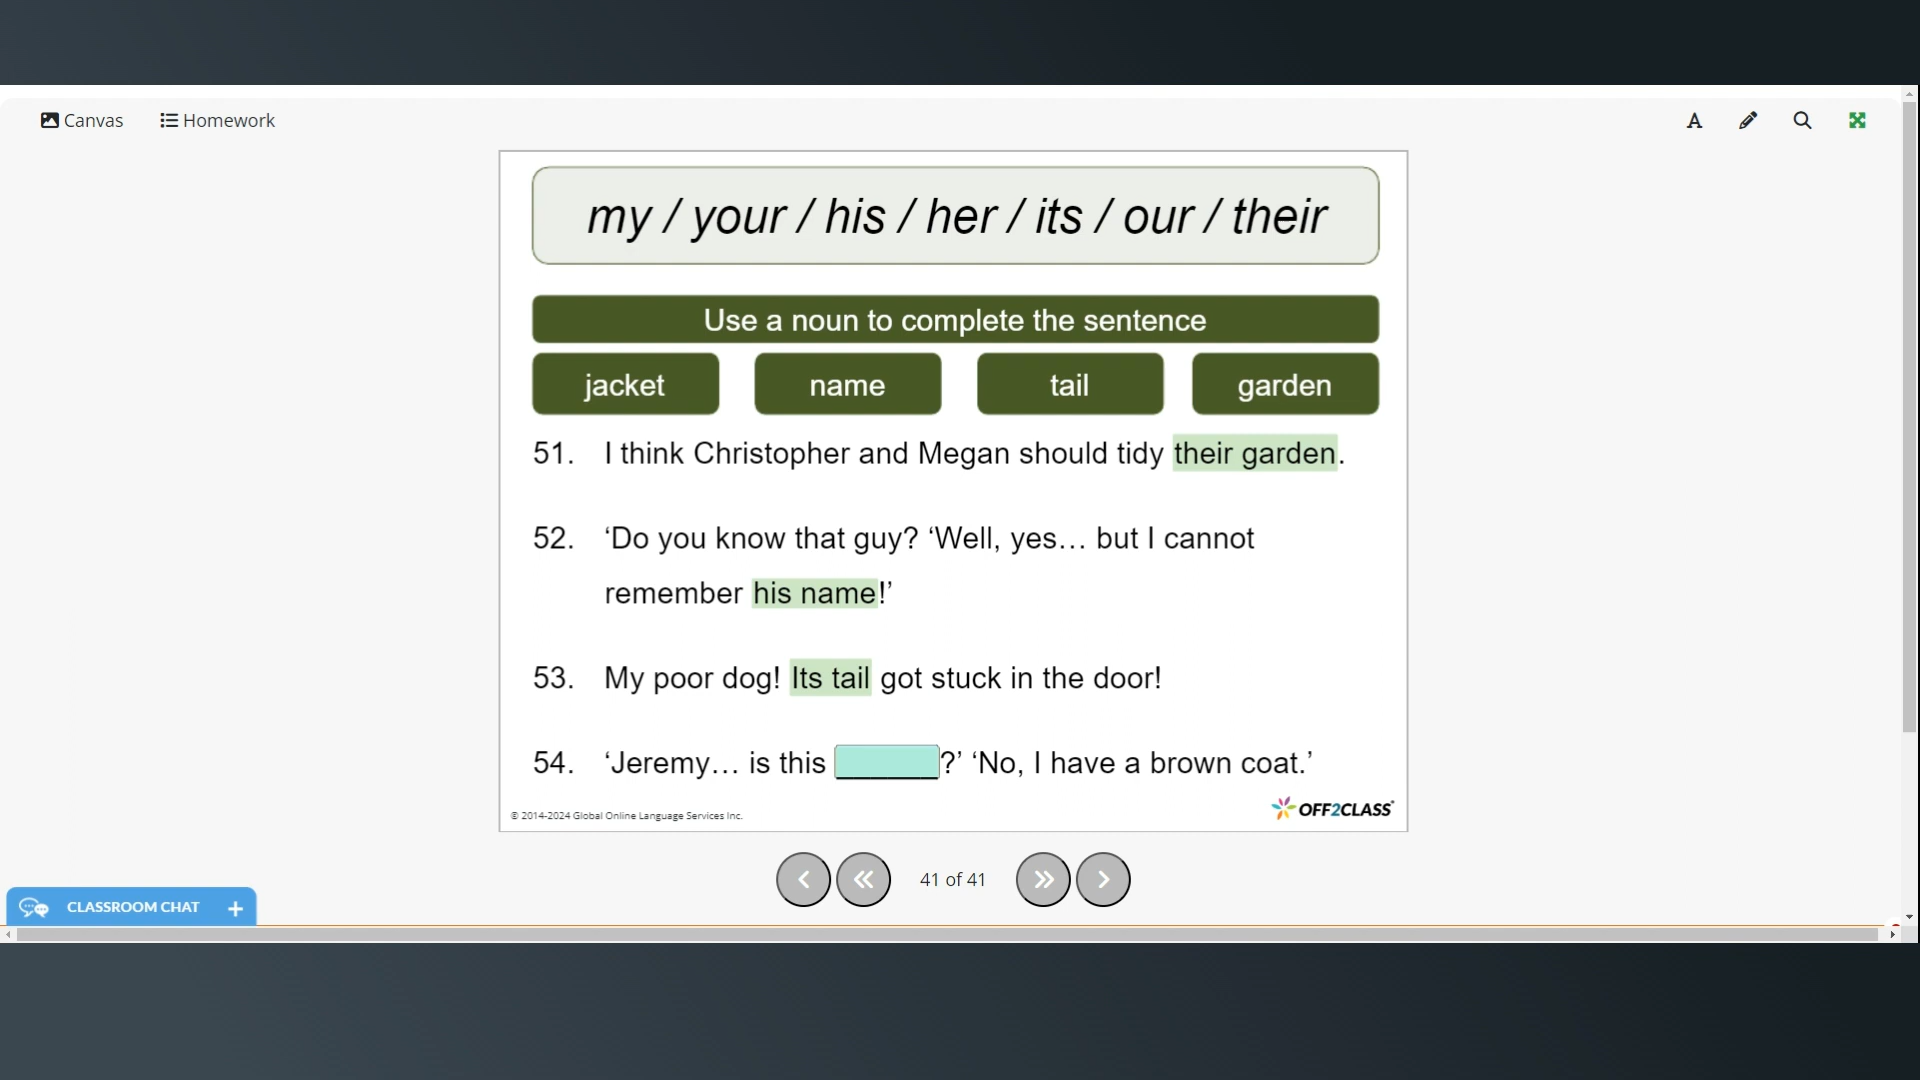 Canvas Homework
my / your / his / her / its / our / their
Use a noun to complete the sentence
jacket name tail garden
51. I think Christopher and Megan should tidy their garden.
52. ‘Do you know that guy? ‘Well, yes… but I cannot
remember his name!’
53. My poor dog! Its tail got stuck in the door!
54. ‘Jeremy… is this ______?’ ‘No, I have a brown coat.’
© 2014-2024 Global Online Language Services Inc.
OFF2CLASS
41 of 41
CLASSROOM CHAT +